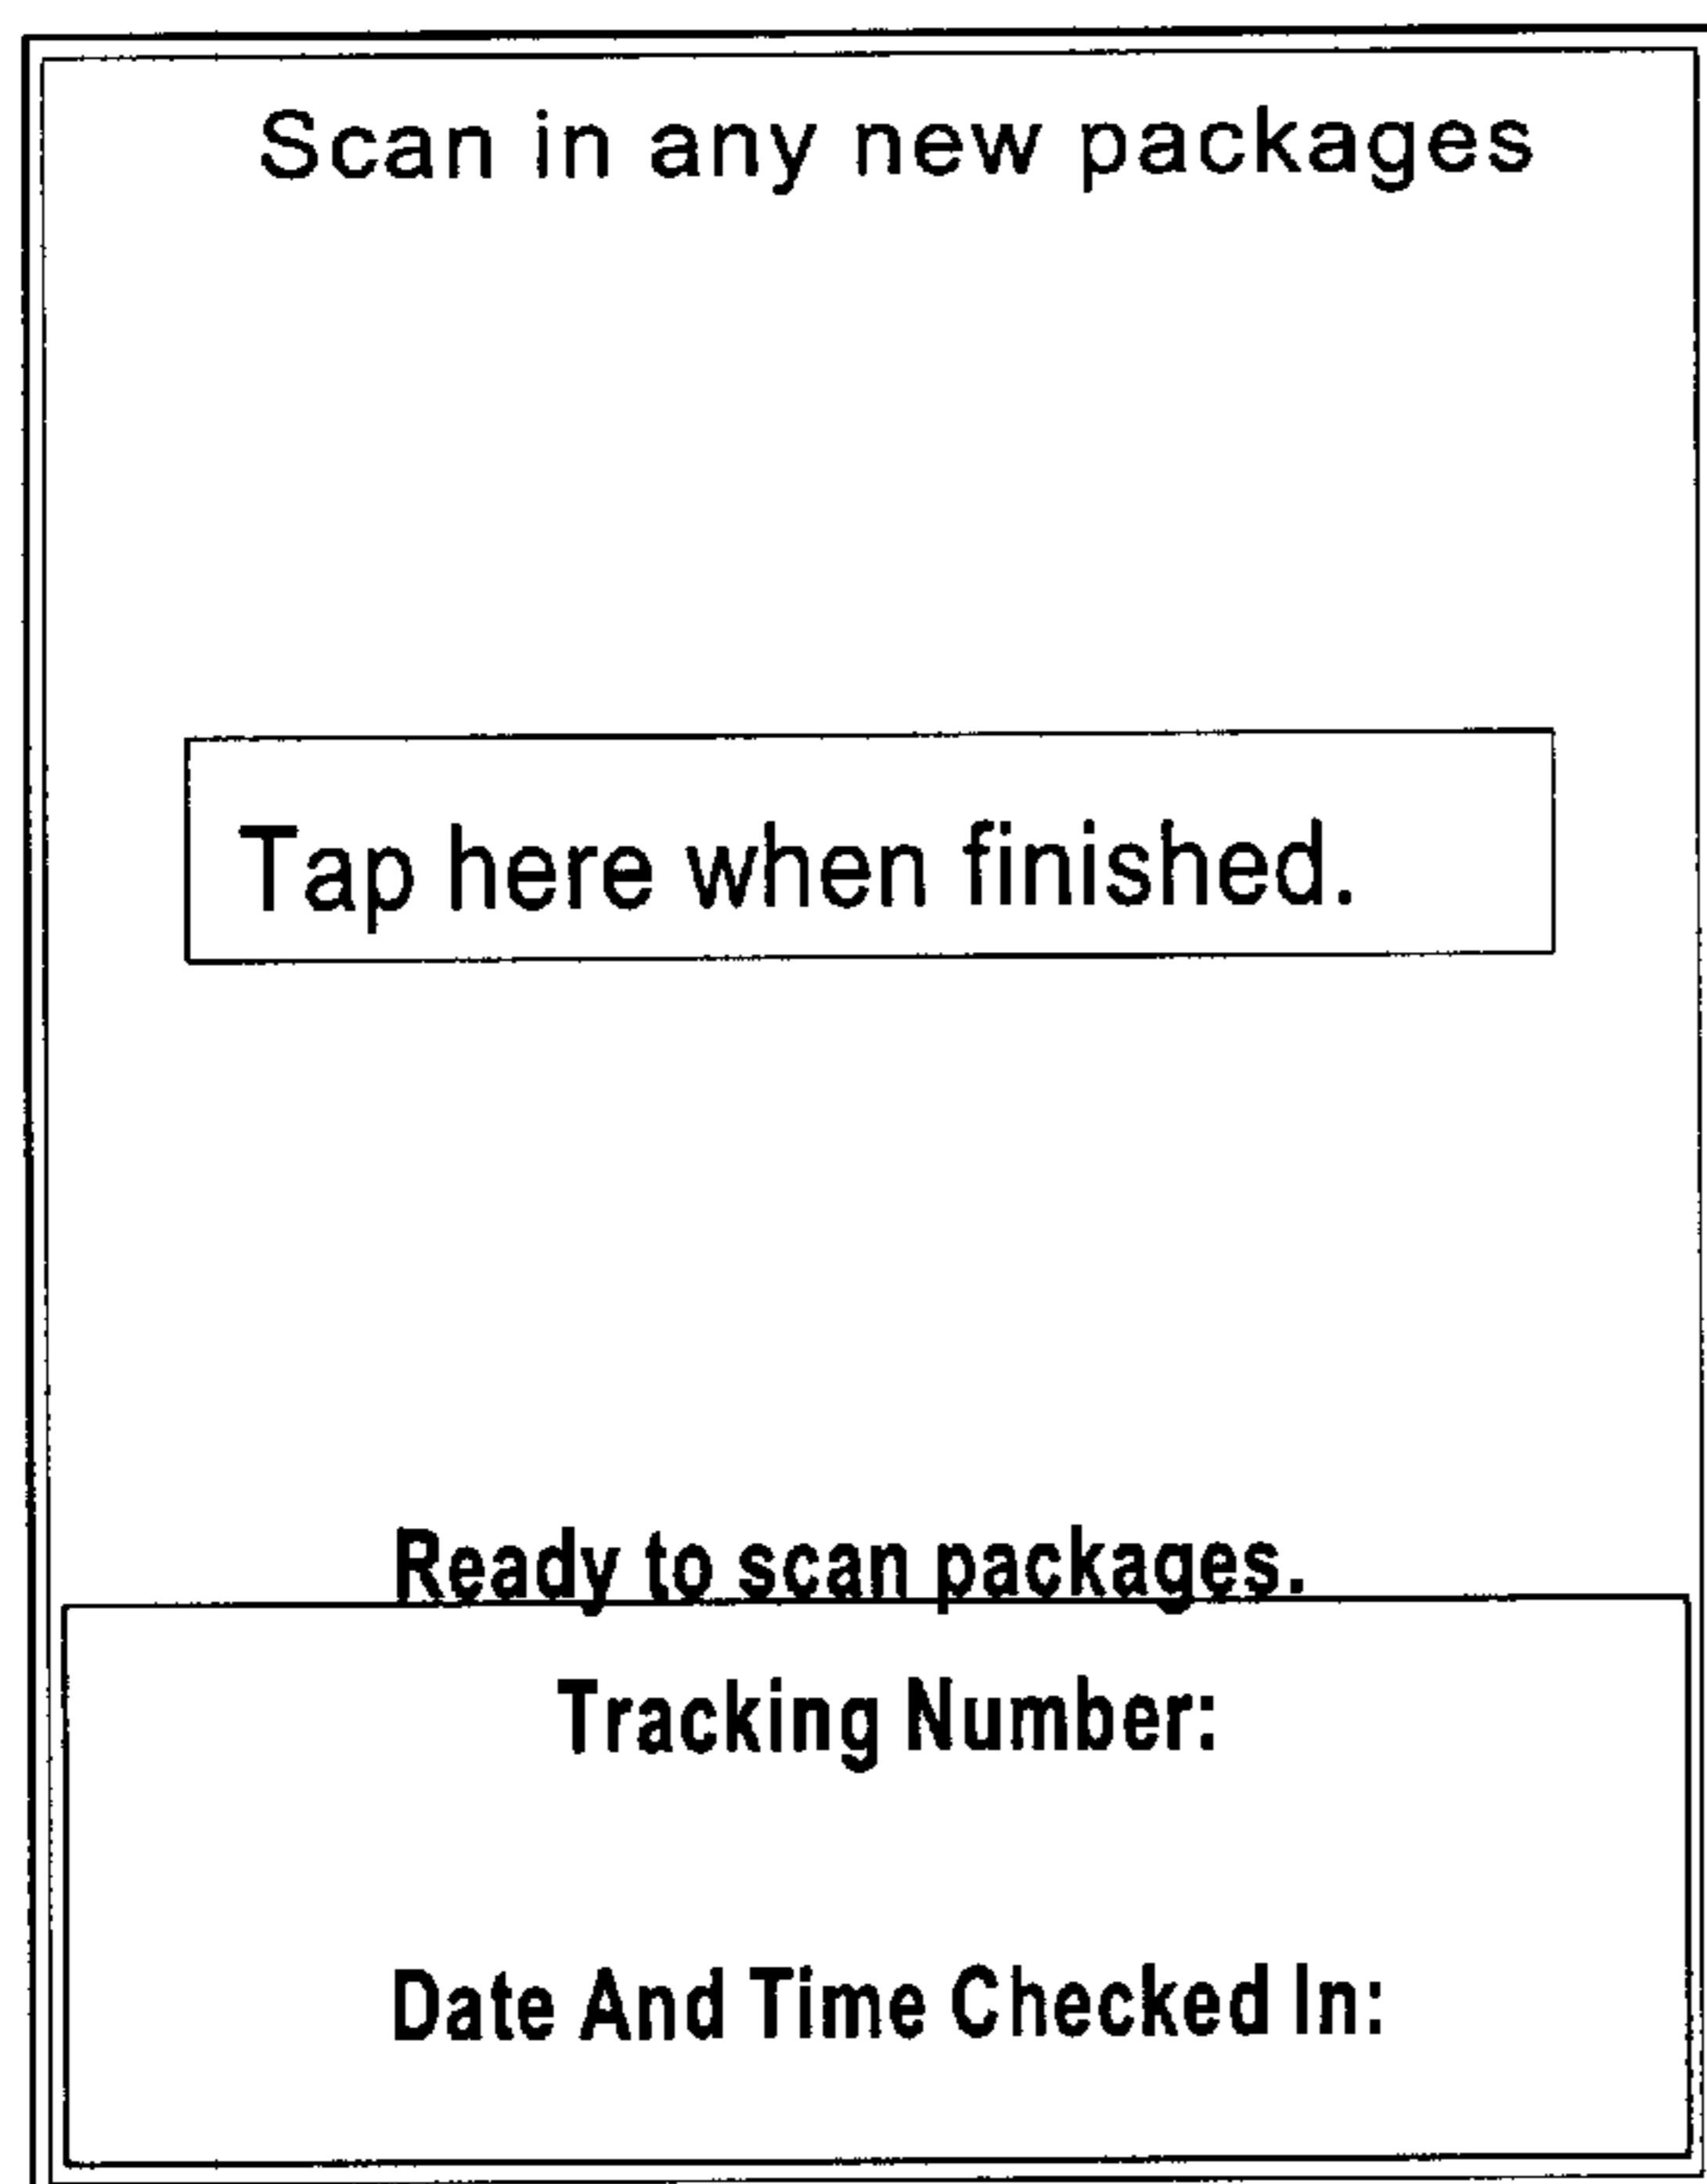 Scan in any new packages
Tap here when finished.
Ready to scan packages.
Tracking Number:
Date And Time Checked In: